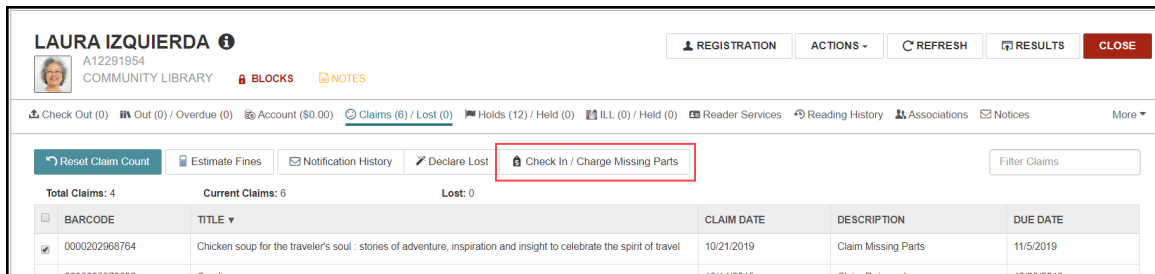 LAURA IZQUIERDA
A12291954
COMMUNITY LIBRARY BLOCKS NOTES
REGISTRATION ACTIONS REFRESH RESULTS CLOSE
Check Out (0) Out (0) / Overdue (0) Account ($0.00) Claims (6) / Lost (0) Holds (12) / Held (0) ILL (0) / Held (0) Reader Services Reading History Associations Notices More
Reset Claim Count Estimate Fines Notification History Declare Lost Check In / Charge Missing Parts Filter Claims
Total Claims: 4 Current Claims: 6 Lost: 0
BARCODE TITLE CLAIM DATE DESCRIPTION DUE DATE
0000202968764 Chicken soup for the traveler's soul : stories of adventure, inspiration and insight to celebrate the spirit of travel 10/21/2019 Claim Missing Parts 11/5/2019